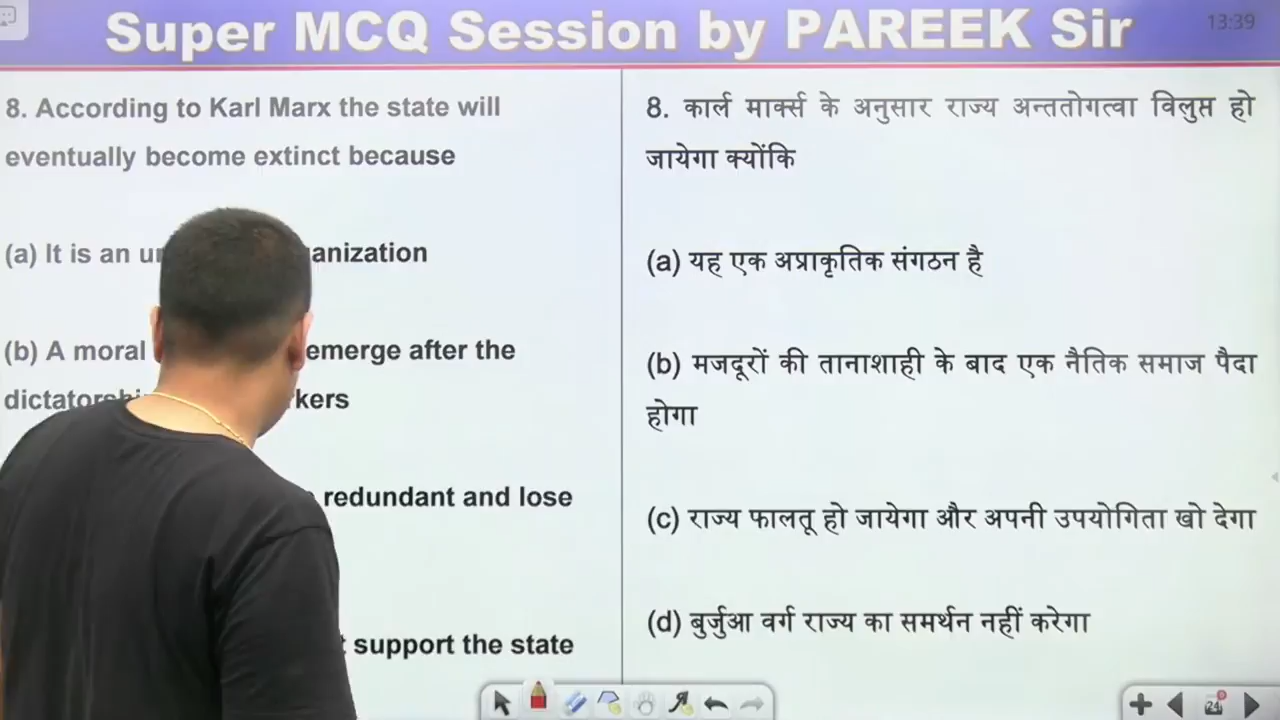 Super MCQ Session by PAREEK Sir
13:39
8. According to Karl Marx the state will
eventually become extinct because
(a) It is an anization
(b) A moral emerge after the
kers
redundant and lose
support the state
8. कार्ल मार्क्स के अनुसार राज्य अन्ततोगत्वा विलुप्त हो
जायेगा क्योंकि
(a) यह एक अप्राकृतिक संगठन है
(b) मजदूरों की तानाशाही के बाद एक नैतिक समाज पैदा
होगा
(c) राज्य फालतू हो जायेगा और अपनी उपयोगिता खो देगा
(d) बुर्जुआ वर्ग राज्य का समर्थन नहीं करेगा
24